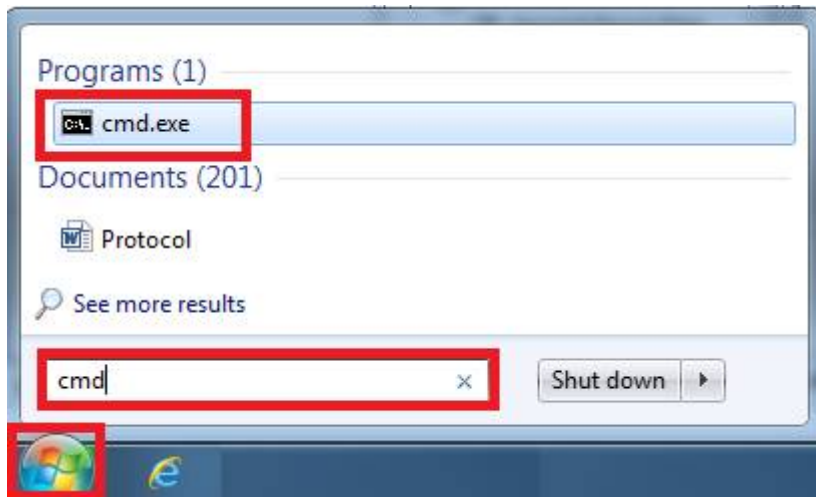 Programs (1)
cmd.exe
Documents (201)
Protocol
See more results
cmd
Shut down